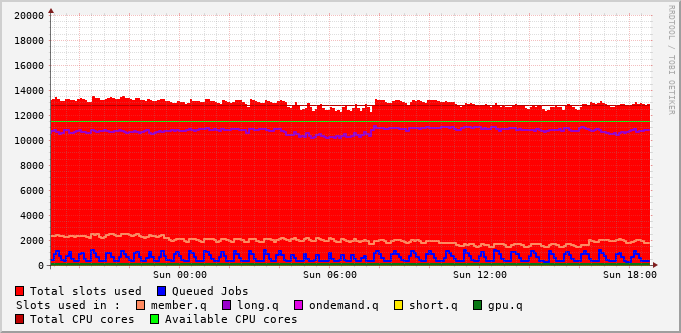 20000
18000
16000
14000
12000
10000
8000
6000
4000
2000
0
Sun 00:00 Sun 06:00 Sun 12:00 Sun 18:00
RRDTOOL / TOBI OETIKER
Total slots used Queued Jobs
Slots used in : member.q long.q ondemand.q short.q gpu.q
Total CPU cores Available CPU cores